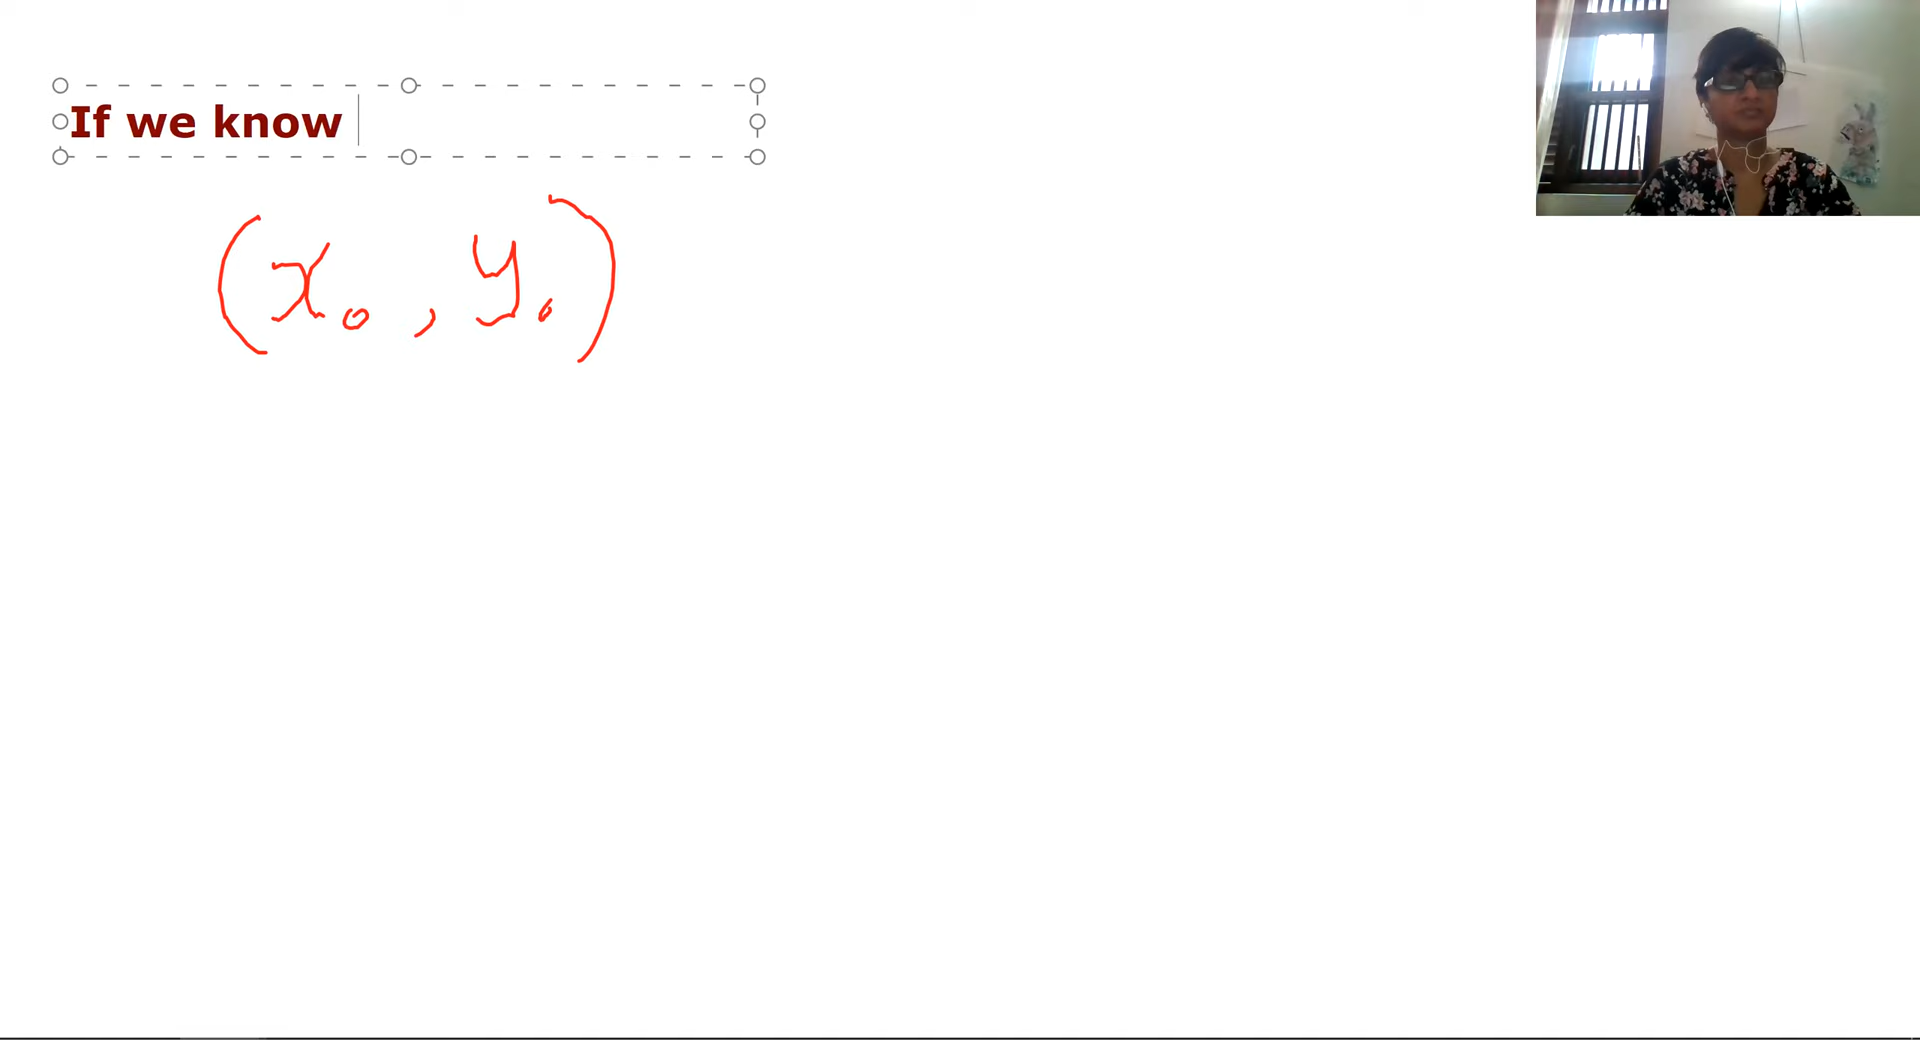 If we know
(x₀, y₀)